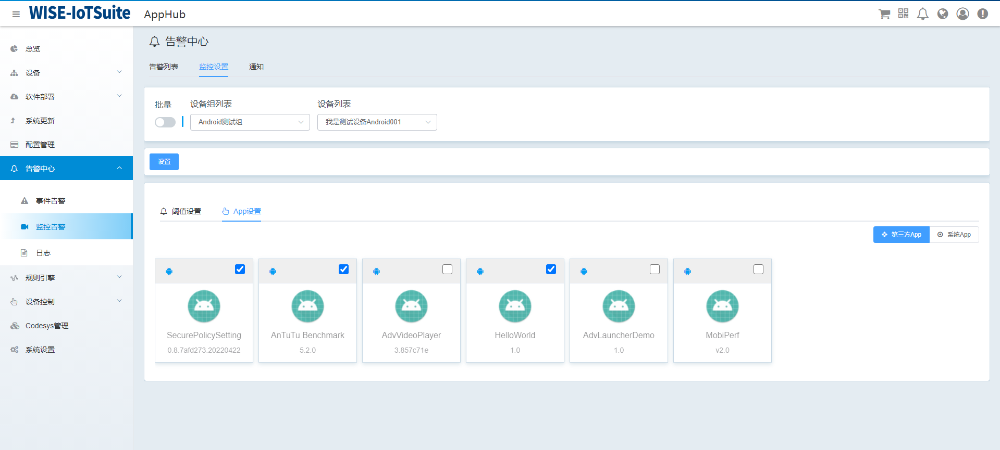 WISE-IoTSuite AppHub
总览
设备
软件部署
系统更新
配置管理
告警中心
事件告警
监控告警
日志
规则引擎
设备控制
Codesys管理
系统设置
告警中心
告警列表 监控设置 通知
批量 设备组列表 设备列表
Android测试组 我是测试设备Android001
设置
阈值设置 App设置
第三方App 系统App
SecurePolicySetting
0.8.7afd273.20220422
AnTuTu Benchmark
5.2.0
AdvVideoPlayer
3.857c71e
HelloWorld
1.0
AdvLauncherDemo
1.0
MobiPerf
v2.0